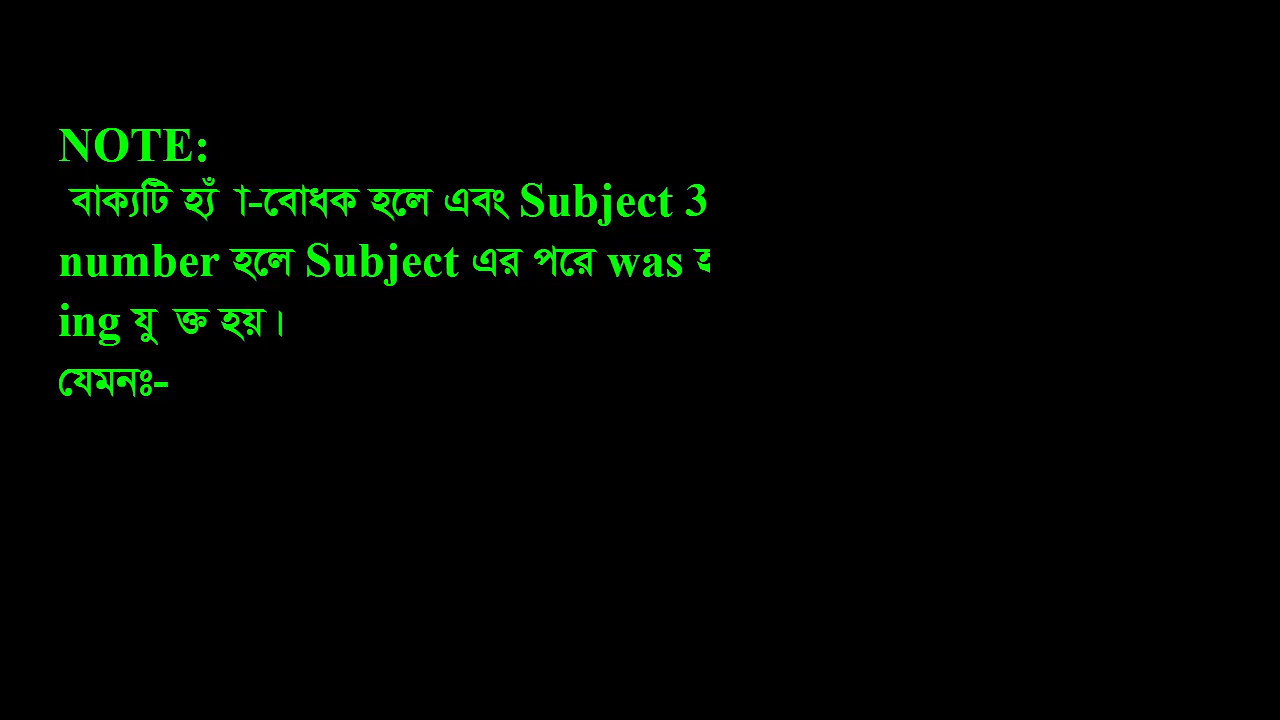 NOTE:
বাক্যটি হ্যাঁ-বোধক হলে এবং Subject 3
number হলে Subject এর পরে was
ing যুক্ত হয়।
যেমনঃ-